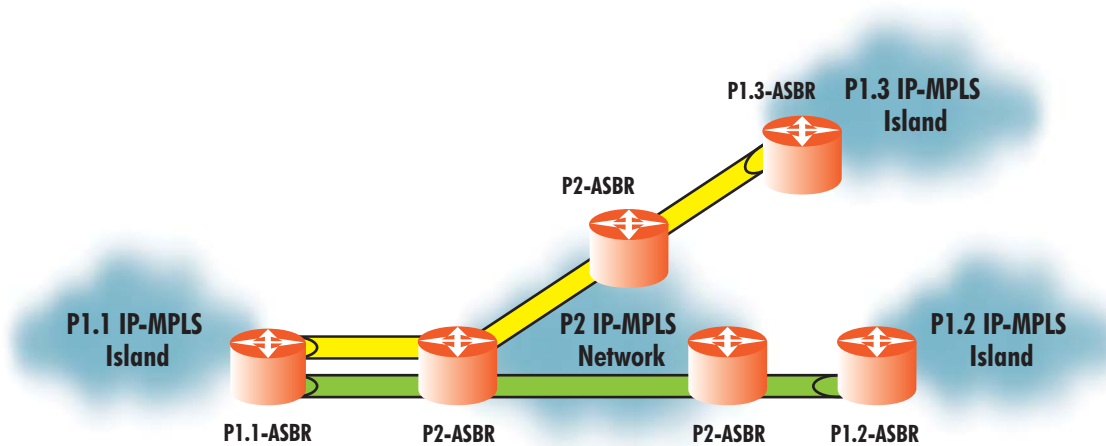 P1.3-ASBR
P1.3 IP-MPLS
Island
P2-ASBR
P1.1 IP-MPLS
Island
P2 IP-MPLS
Network
P1.2 IP-MPLS
Island
P1.1-ASBR
P2-ASBR
P2-ASBR
P1.2-ASBR